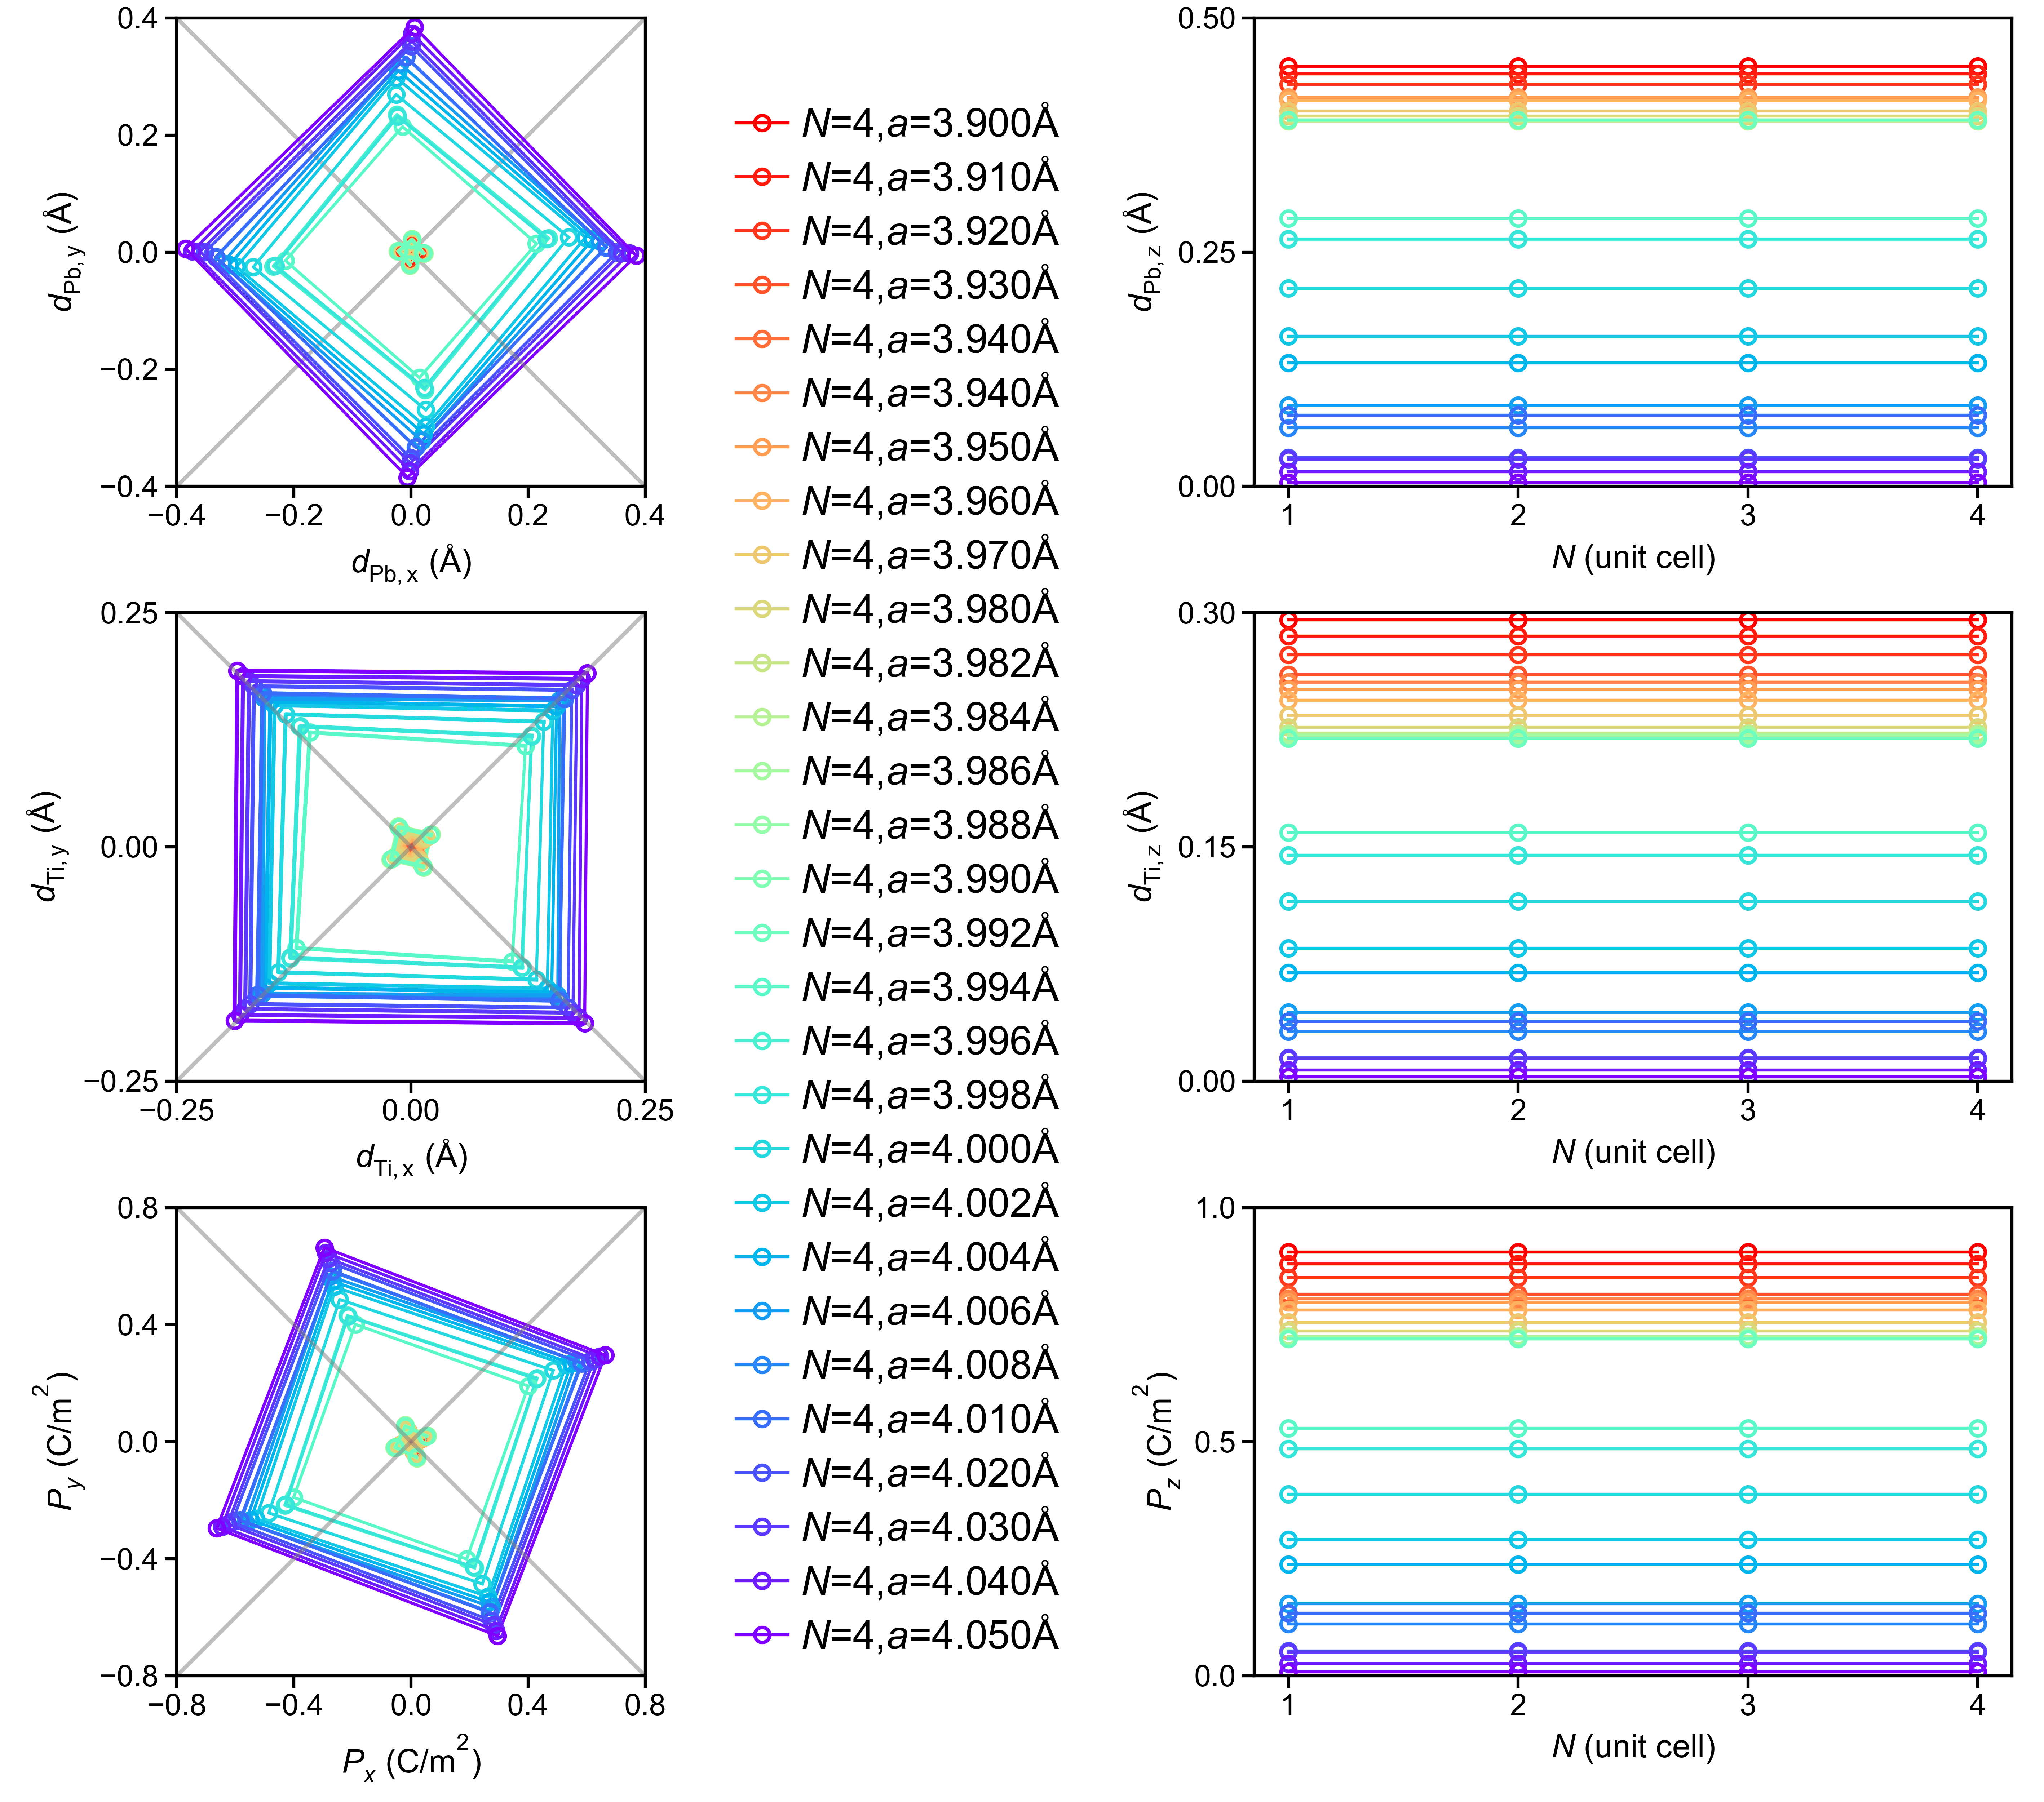 0.4
0.2
0.0
−0.2
−0.4
−0.4 −0.2 0.0 0.2 0.4
d_Pb, y (Å)
d_Pb, x (Å)
0.25
0.00
−0.25
−0.25 0.00 0.25
d_Ti, y (Å)
d_Ti, x (Å)
0.8
0.4
0.0
−0.4
−0.8
−0.8 −0.4 0.0 0.4 0.8
P_y (C/m²)
P_x (C/m²)
N=4,a=3.900Å
N=4,a=3.910Å
N=4,a=3.920Å
N=4,a=3.930Å
N=4,a=3.940Å
N=4,a=3.940Å
N=4,a=3.950Å
N=4,a=3.960Å
N=4,a=3.970Å
N=4,a=3.980Å
N=4,a=3.982Å
N=4,a=3.984Å
N=4,a=3.986Å
N=4,a=3.988Å
N=4,a=3.990Å
N=4,a=3.992Å
N=4,a=3.994Å
N=4,a=3.996Å
N=4,a=3.998Å
N=4,a=4.000Å
N=4,a=4.002Å
N=4,a=4.004Å
N=4,a=4.006Å
N=4,a=4.008Å
N=4,a=4.010Å
N=4,a=4.020Å
N=4,a=4.030Å
N=4,a=4.040Å
N=4,a=4.050Å
0.50
0.25
0.00
1 2 3 4
d_Pb, z (Å)
N (unit cell)
0.30
0.15
0.00
1 2 3 4
d_Ti, z (Å)
N (unit cell)
1.0
0.5
0.0
1 2 3 4
P_z (C/m²)
N (unit cell)